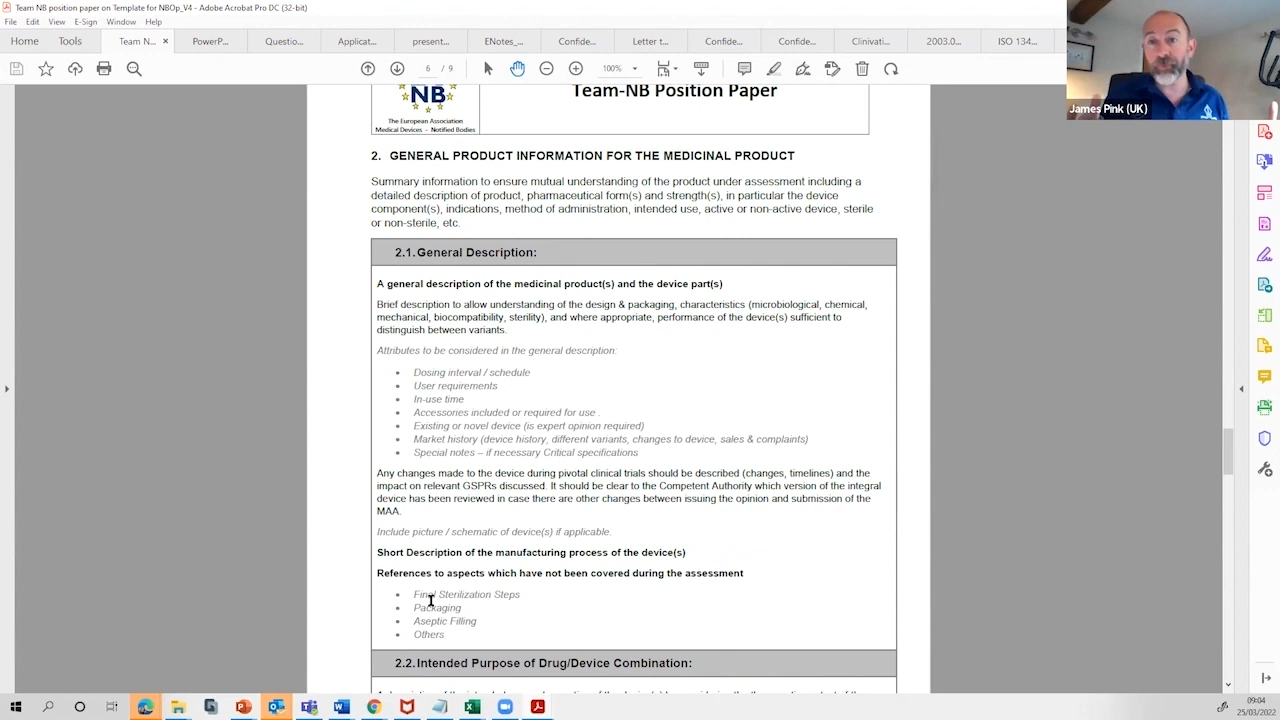 Team NB position paper on Template for NBOp_V4 - Adobe Acrobat Pro DC (32-bit)
File Edit View E-Sign Window Help
Home Tools Team N... × PowerP... Questio... Applicat... present... ENotes_... Confide... Letter t... Confide... Confide... Clinivati... 2003.0... ISO 134...
6 / 9 100%
James Pink (UK)
NB
The European Association
Medical Devices - Notified Bodies
Team-NB Position Paper
2. GENERAL PRODUCT INFORMATION FOR THE MEDICINAL PRODUCT
Summary information to ensure mutual understanding of the product under assessment including a
detailed description of product, pharmaceutical form(s) and strength(s), in particular the device
component(s), indications, method of administration, intended use, active or non-active device, sterile
or non-sterile, etc.
2.1. General Description:
A general description of the medicinal product(s) and the device part(s)
Brief description to allow understanding of the design & packaging, characteristics (microbiological, chemical,
mechanical, biocompatibility, sterility), and where appropriate, performance of the device(s) sufficient to
distinguish between variants.
Attributes to be considered in the general description:
• Dosing interval / schedule
• User requirements
• In-use time
• Accessories included or required for use .
• Existing or novel device (is expert opinion required)
• Market history (device history, different variants, changes to device, sales & complaints)
• Special notes – if necessary Critical specifications
Any changes made to the device during pivotal clinical trials should be described (changes, timelines) and the
impact on relevant GSPRs discussed. It should be clear to the Competent Authority which version of the integral
device has been reviewed in case there are other changes between issuing the opinion and submission of the
MAA.
Include picture / schematic of device(s) if applicable.
Short Description of the manufacturing process of the device(s)
References to aspects which have not been covered during the assessment
• Final Sterilization Steps
• Packaging
• Aseptic Filling
• Others
2.2. Intended Purpose of Drug/Device Combination:
09:04
25/03/2022